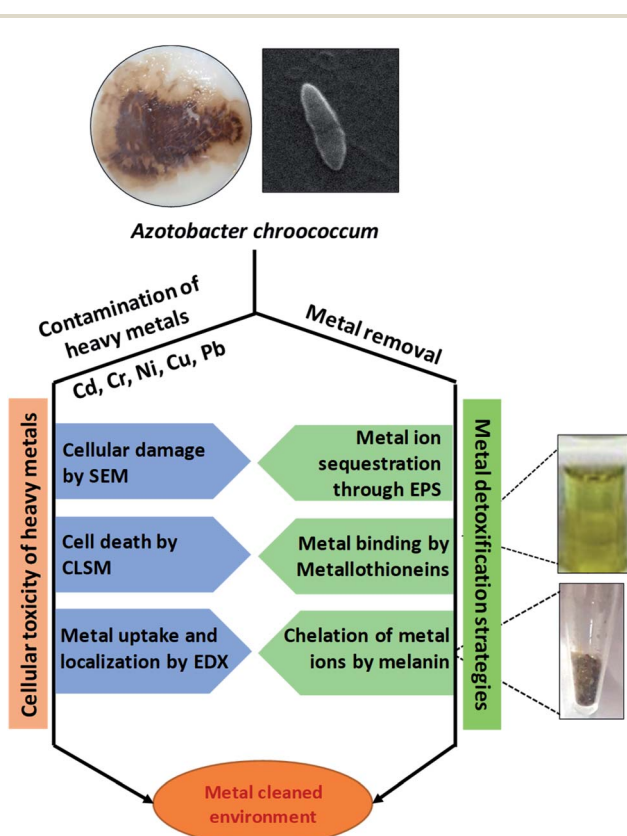 Azotobacter chroococcum
Contamination of
heavy metals
Cd, Cr, Ni, Cu, Pb
Metal removal
Cellular toxicity of heavy metals
Cellular damage
by SEM
Cell death by
CLSM
Metal uptake and
localization by EDX
Metal ion
sequestration
through EPS
Metal binding by
Metallothioneins
Chelation of metal
ions by melanin
Metal detoxification strategies
Metal cleaned
environment